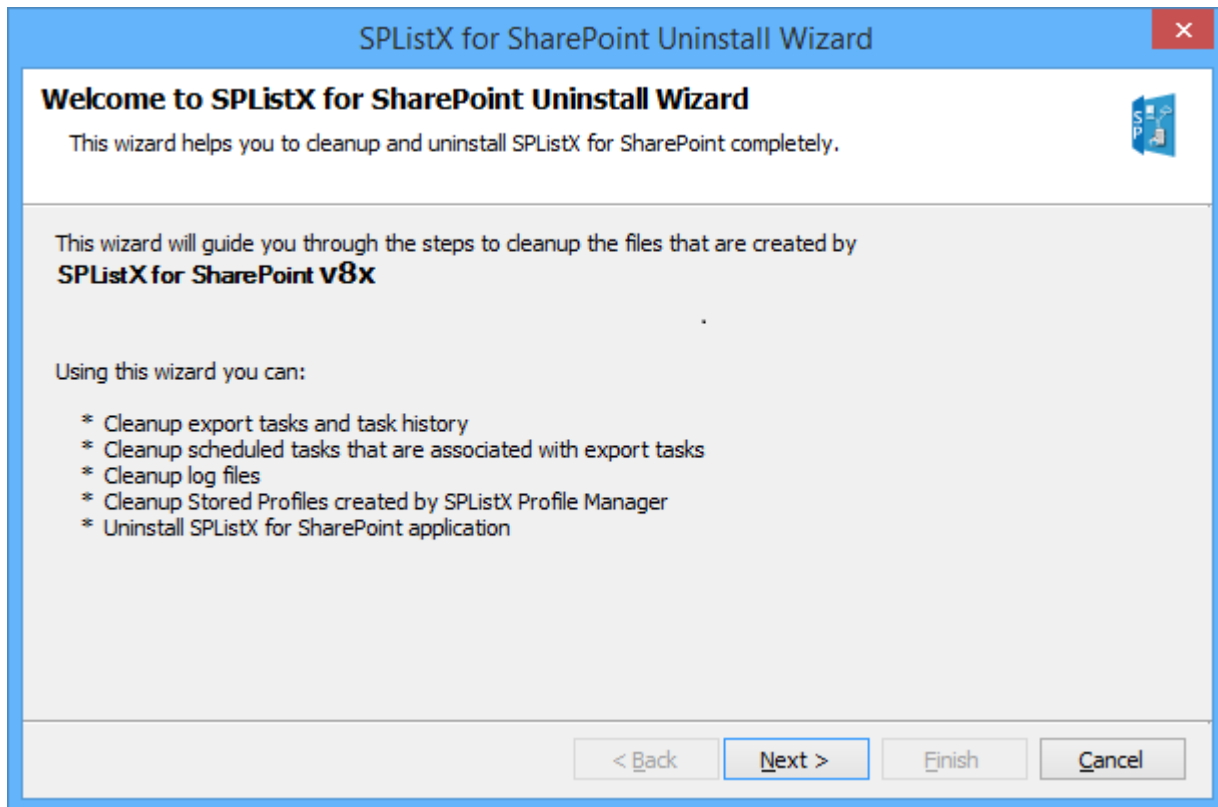 SPListX for SharePoint Uninstall Wizard
Welcome to SPListX for SharePoint Uninstall Wizard
This wizard helps you to cleanup and uninstall SPListX for SharePoint completely.
S
P
This wizard will guide you through the steps to cleanup the files that are created by
SPListX for SharePoint v8x
.
Using this wizard you can:
* Cleanup export tasks and task history
* Cleanup scheduled tasks that are associated with export tasks
* Cleanup log files
* Cleanup Stored Profiles created by SPListX Profile Manager
* Uninstall SPListX for SharePoint application
< Back Next > Finish Cancel